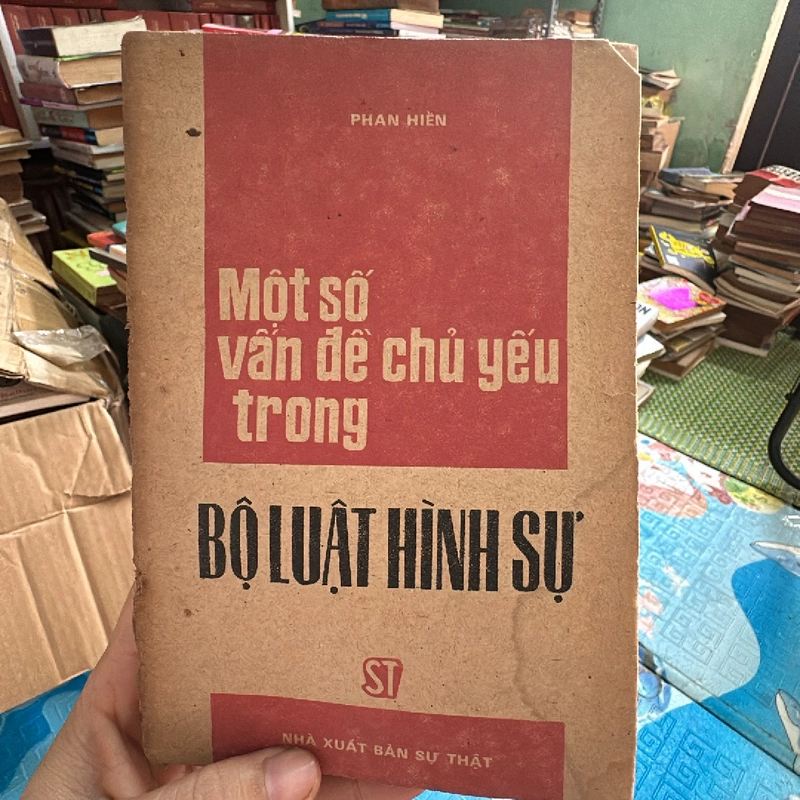 PHAN HIỀN
Một số
vấn đề chủ yếu
trong
BỘ LUẬT HÌNH SỰ
ST
NHÀ XUẤT BẢN SỰ THẬT